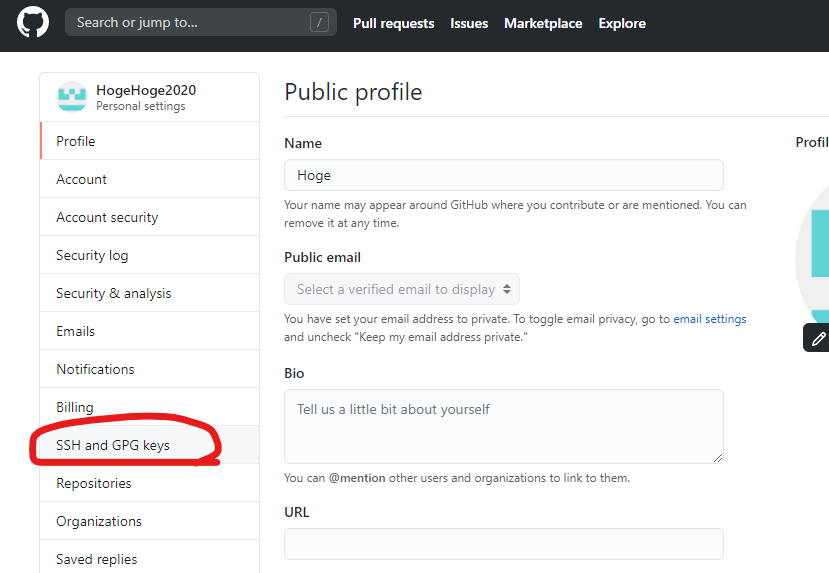 Search or jump to...
/
Pull requests
Issues
Marketplace
Explore
HogeHoge2020
Personal settings
Profile
Account
Account security
Security log
Security & analysis
Emails
Notifications
Billing
SSH and GPG keys
Repositories
Organizations
Saved replies
Public profile
Name
Hoge
Your name may appear around GitHub where you contribute or are mentioned. You can
remove it at any time.
Public email
Select a verified email to display
You have set your email address to private. To toggle email privacy, go to email settings
and uncheck "Keep my email address private."
Bio
Tell us a little bit about yourself
You can @mention other users and organizations to link to them.
URL
Profil